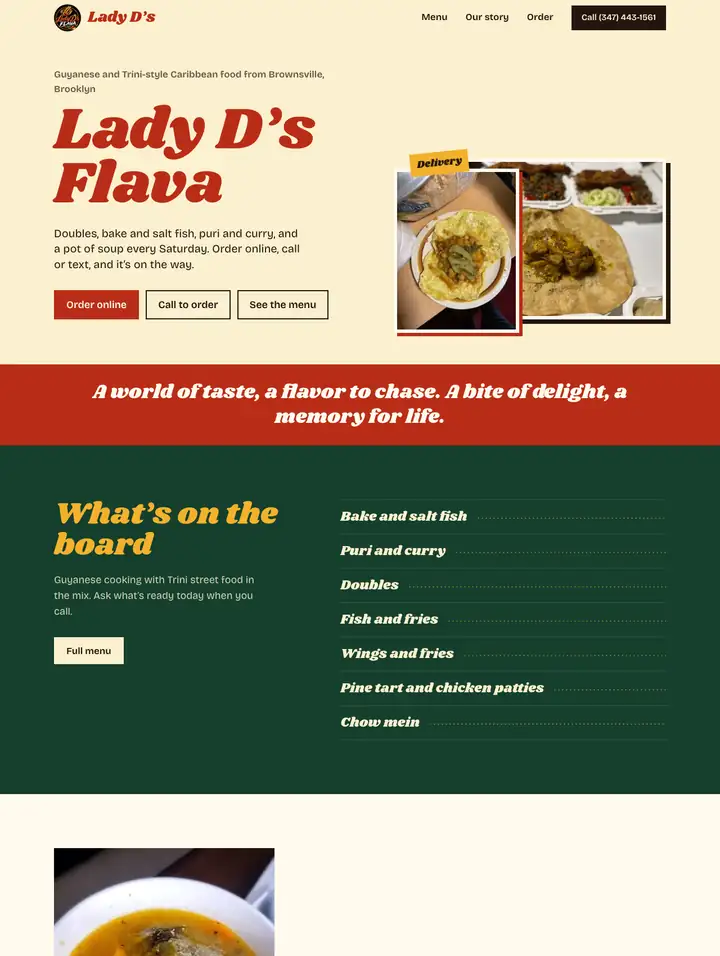 Lady D's
Menu
Our story
Order
Call (347) 443-1561
Guyanese and Trini-style Caribbean food from Brownsville,
Brooklyn
Lady D's
Flava
Doubles, bake and salt fish, puri and curry, and
a pot of soup every Saturday. Order online, call
or text, and it's on the way.
Order online
Call to order
See the menu
Delivery
A world of taste, a flavor to chase. A bite of delight, a
memory for life.
What's on the
board
Guyanese cooking with Trini street food in
the mix. Ask what's ready today when you
call.
Full menu
Bake and salt fish
Puri and curry
Doubles
Fish and fries
Wings and fries
Pine tart and chicken patties
Chow mein